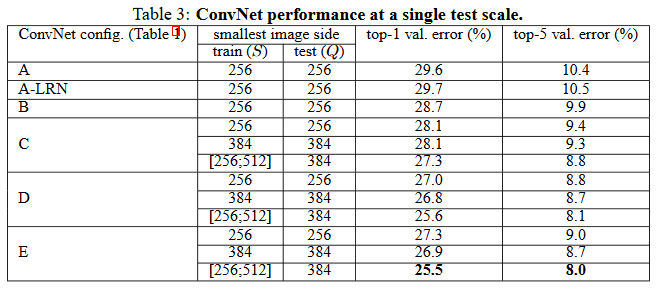 Table 3: ConvNet performance at a single test scale.
ConvNet config. (Table 1) smallest image side top-1 val. error (%) top-5 val. error (%)
train (S) test (Q)
A 256 256 29.6 10.4
A-LRN 256 256 29.7 10.5
B 256 256 28.7 9.9
C 256 256 28.1 9.4
384 384 28.1 9.3
[256;512] 384 27.3 8.8
D 256 256 27.0 8.8
384 384 26.8 8.7
[256;512] 384 25.6 8.1
E 256 256 27.3 9.0
384 384 26.9 8.7
[256;512] 384 25.5 8.0